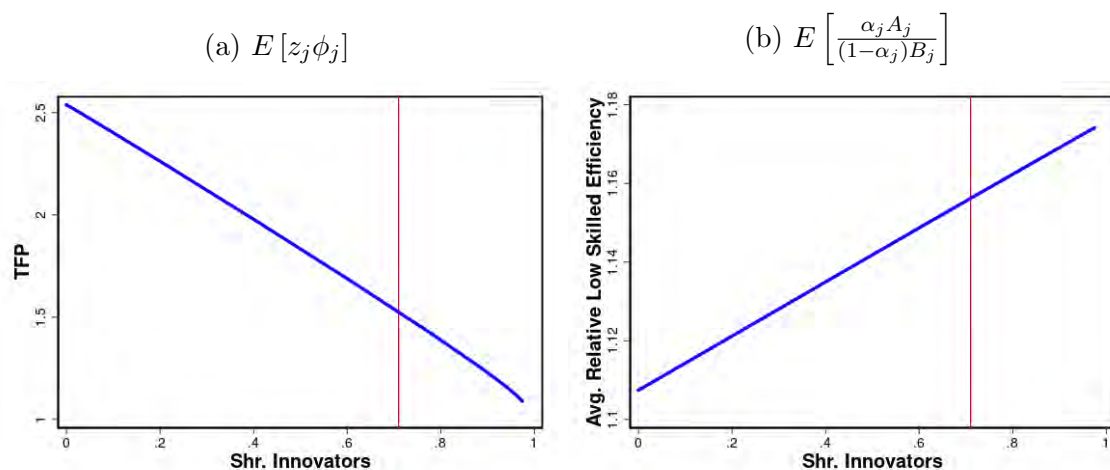 (a) E [z_jϕ_j]
TFP
2.5
2
1.5
1
0 .2 .4 .6 .8 1
Shr. Innovators
(b) E [α_jA_j / (1−α_j)B_j]
Avg. Relative Low Skilled Efficiency
1.18
1.16
1.14
1.12
1.1
0 .2 .4 .6 .8 1
Shr. Innovators